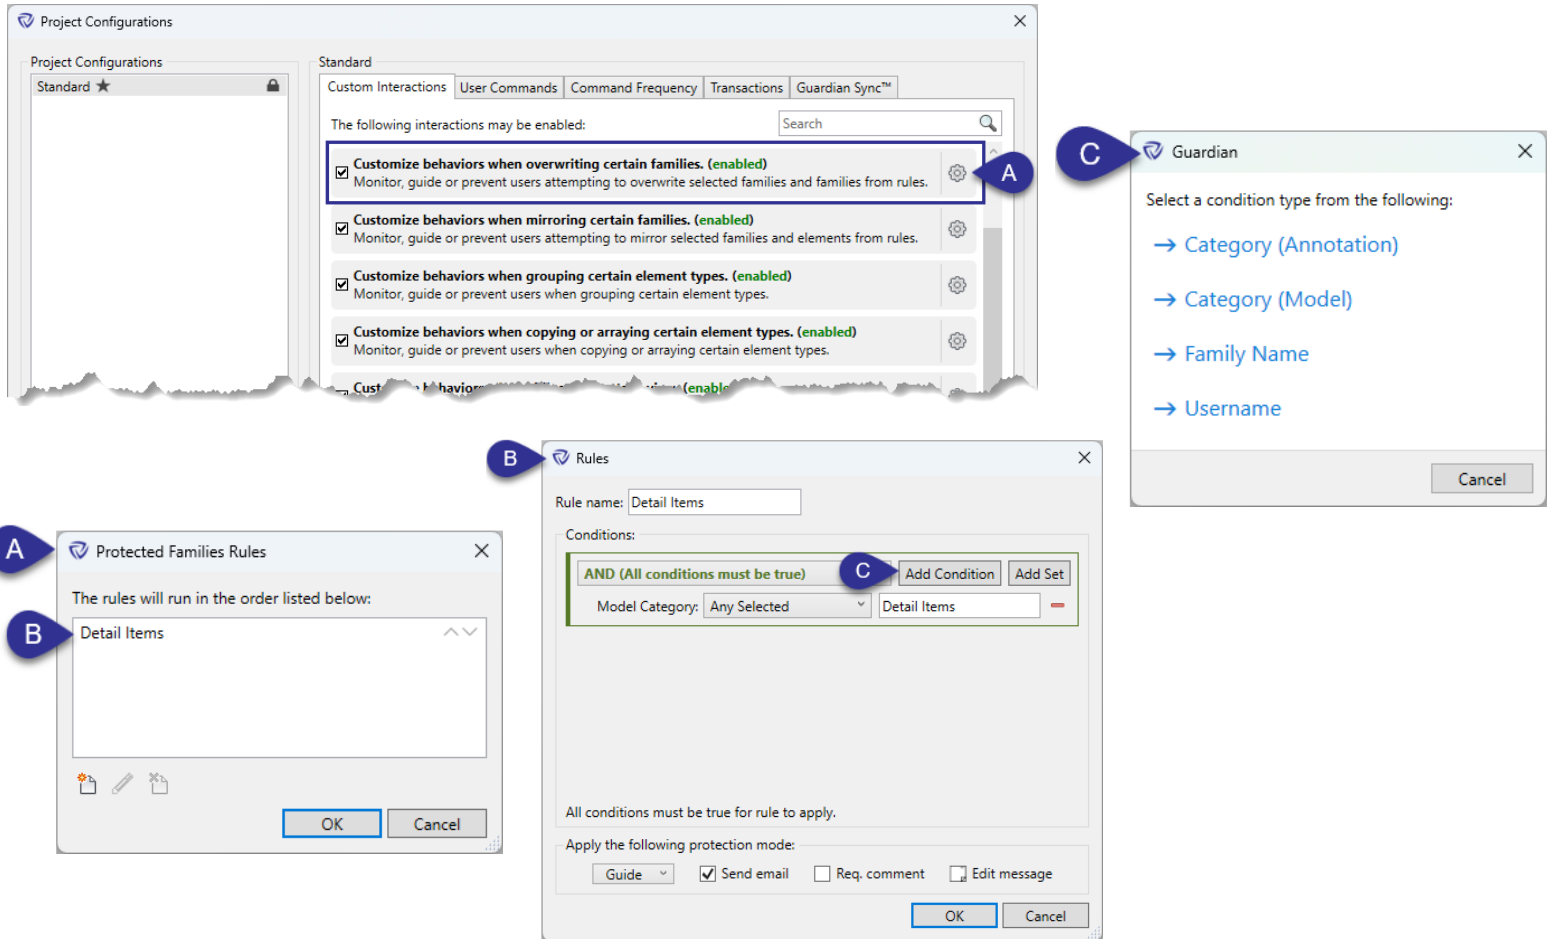 Project Configurations
Project Configurations
Standard ★
Standard
Custom Interactions User Commands Command Frequency Transactions Guardian Sync™
The following interactions may be enabled:
Search
Customize behaviors when overwriting certain families. (enabled)
Monitor, guide or prevent users attempting to overwrite selected families and families from rules.
A
Customize behaviors when mirroring certain families. (enabled)
Monitor, guide or prevent users attempting to mirror selected families and elements from rules.
Customize behaviors when grouping certain element types. (enabled)
Monitor, guide or prevent users when grouping certain element types.
Customize behaviors when copying or arraying certain element types. (enabled)
Monitor, guide or prevent users when copying or arraying certain element types.
C
Guardian
Select a condition type from the following:
→ Category (Annotation)
→ Category (Model)
→ Family Name
→ Username
Cancel
A
Protected Families Rules
The rules will run in the order listed below:
B
Detail Items
OK Cancel
B
Rules
Rule name: Detail Items
Conditions:
AND (All conditions must be true)
C
Add Condition Add Set
Model Category: Any Selected Detail Items
All conditions must be true for rule to apply.
Apply the following protection mode:
Guide Send email Req. comment Edit message
OK Cancel